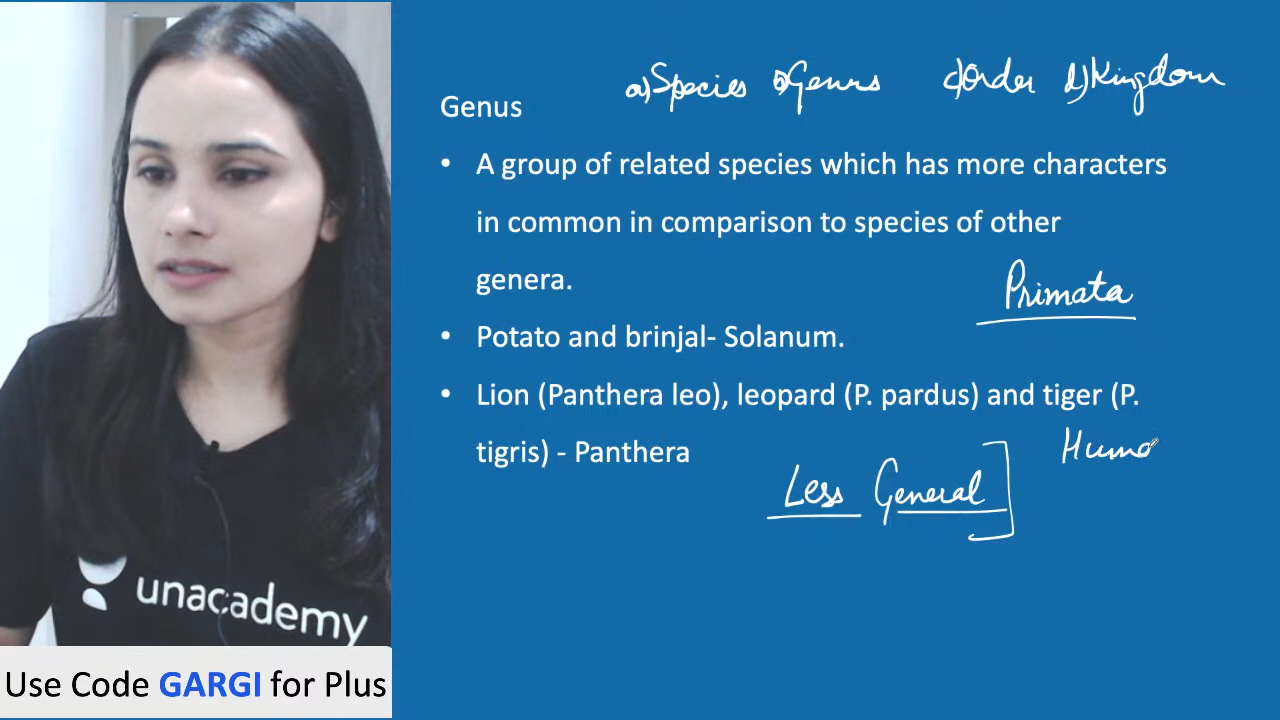 a) Species b) Genus c) Order d) Kingdom
Genus
• A group of related species which has more characters
in common in comparison to species of other
genera.
Primata
• Potato and brinjal- Solanum.
• Lion (Panthera leo), leopard (P. pardus) and tiger (P.
tigris) - Panthera
Huma
Less General
unacademy
Use Code GARGI for Plus